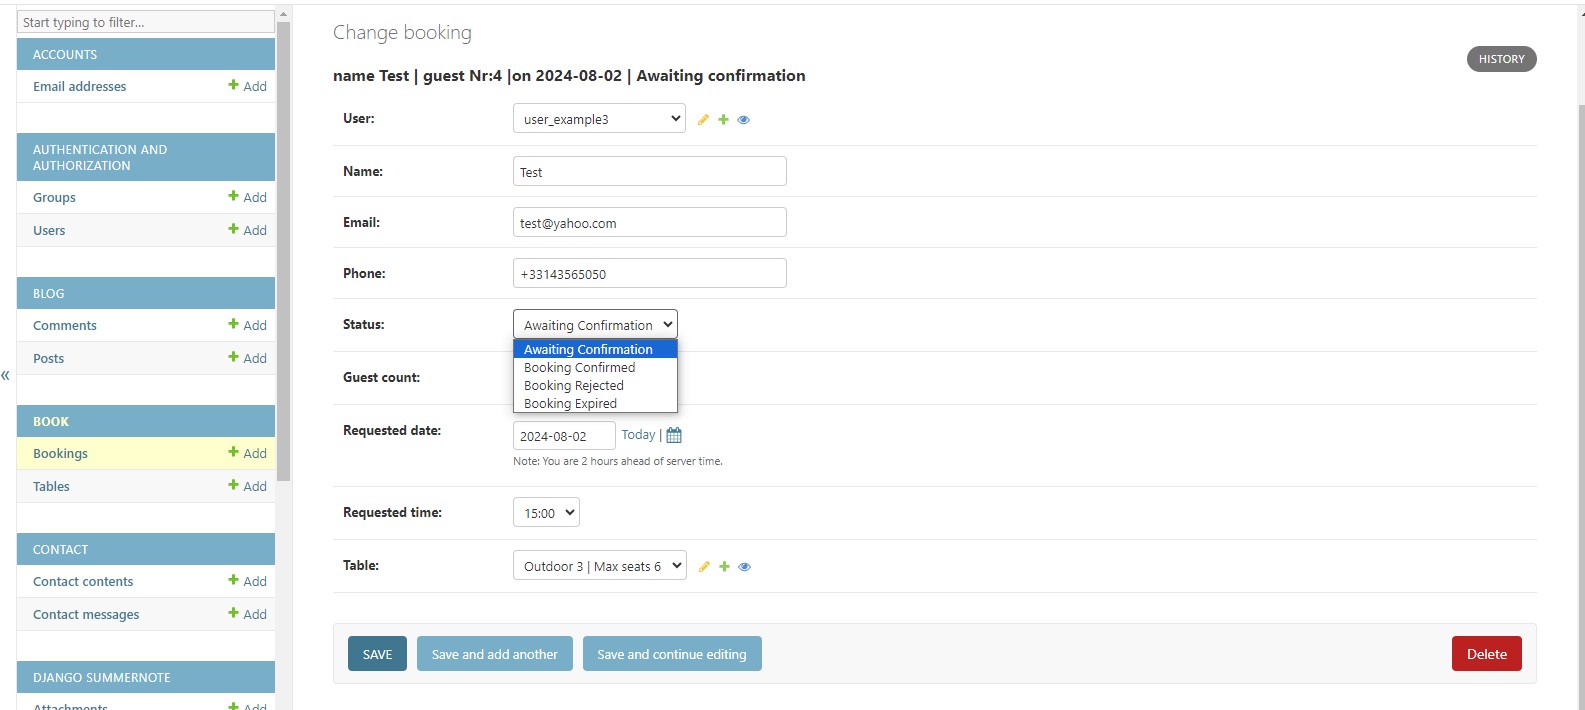 Start typing to filter...
ACCOUNTS
Email addresses + Add
AUTHENTICATION AND
AUTHORIZATION
Groups + Add
Users + Add
BLOG
Comments + Add
Posts + Add
BOOK
Bookings + Add
Tables + Add
CONTACT
Contact contents + Add
Contact messages + Add
DJANGO SUMMERNOTE
Attachments + Add
«
Change booking
HISTORY
name Test | guest Nr:4 |on 2024-08-02 | Awaiting confirmation
User: user_example3
Name: Test
Email: test@yahoo.com
Phone: +33143565050
Status: Awaiting Confirmation
Awaiting Confirmation
Booking Confirmed
Booking Rejected
Booking Expired
Guest count:
Requested date: 2024-08-02 Today |
Note: You are 2 hours ahead of server time.
Requested time: 15:00
Table: Outdoor 3 | Max seats 6
SAVE Save and add another Save and continue editing Delete